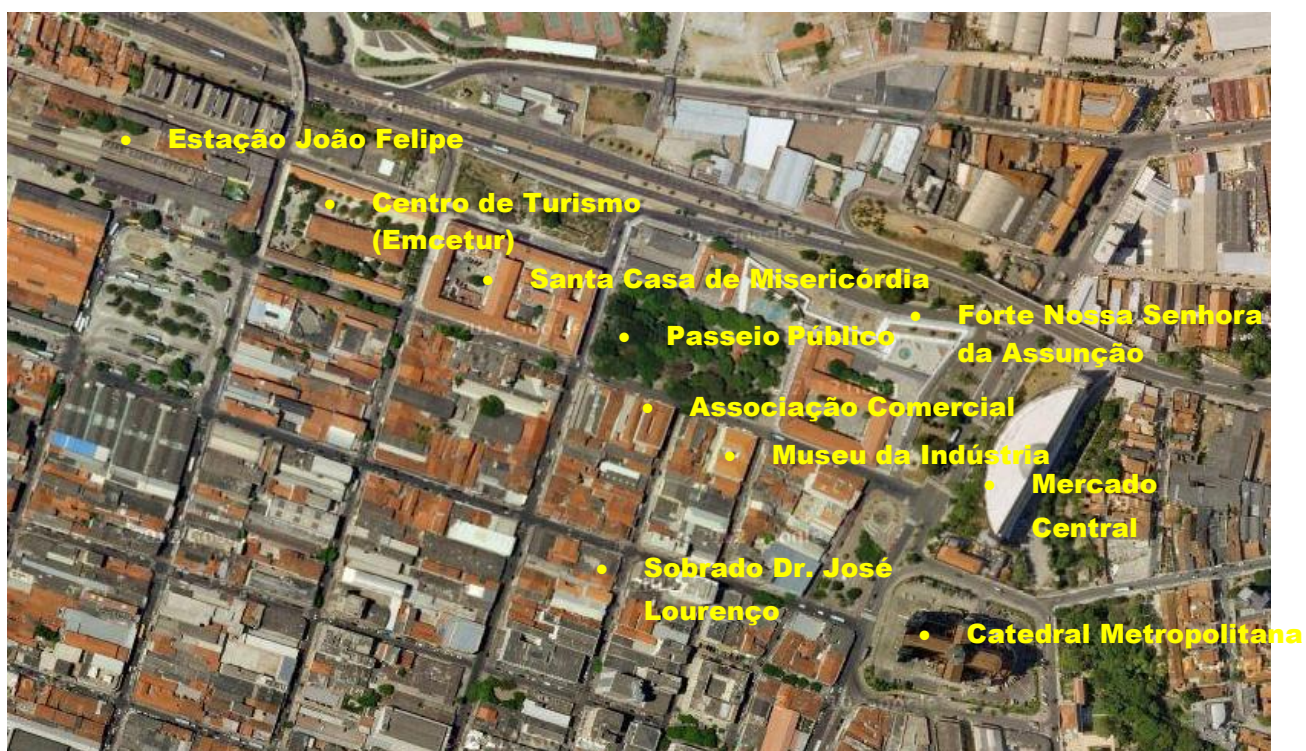 • Estação João Felipe
• Centro de Turismo
(Emcetur)
• Santa Casa de Misericórdia
• Forte Nossa Senhora
da Assunção
• Passeio Público
• Associação Comercial
• Museu da Indústria
• Mercado
Central
• Sobrado Dr. José
Lourenço
• Catedral Metropolitana